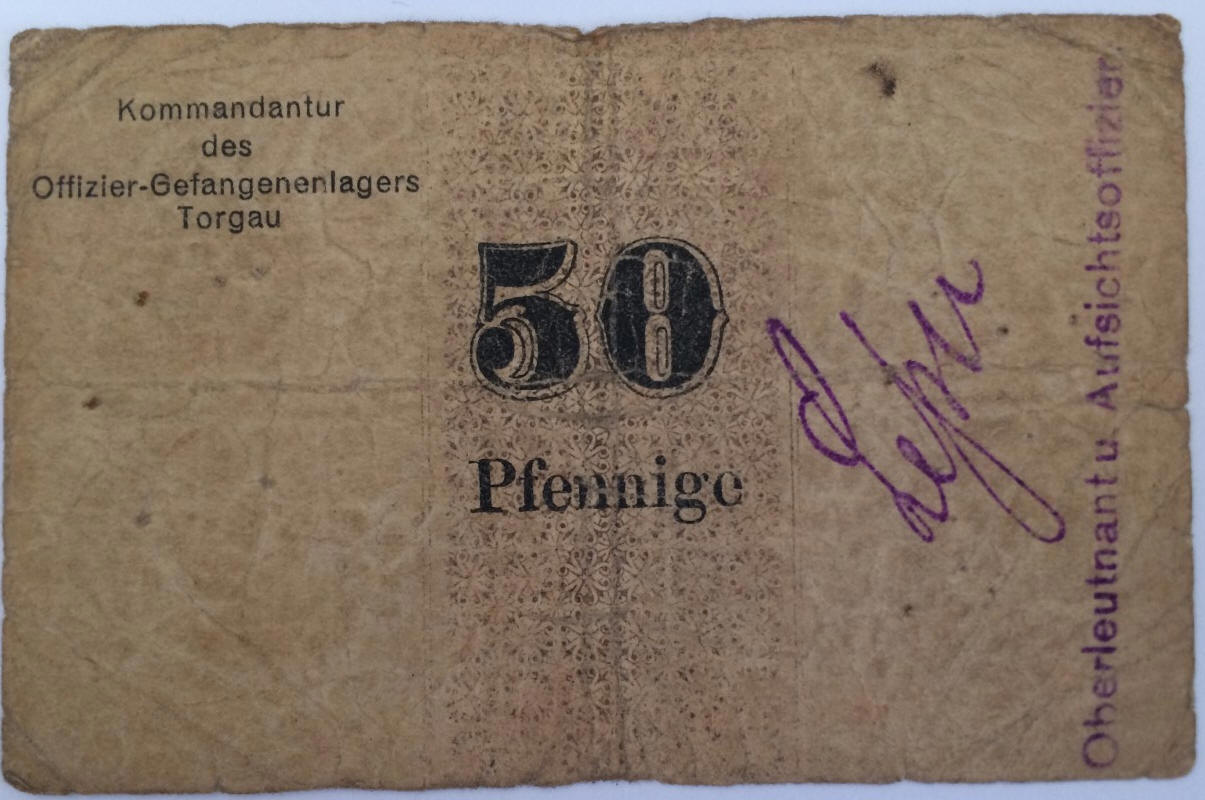 Kommandantur
des
Offizier-Gefangenenlagers
Torgau
50
Pfennige
Oberleutnant u. Aufsichtsoffizier.